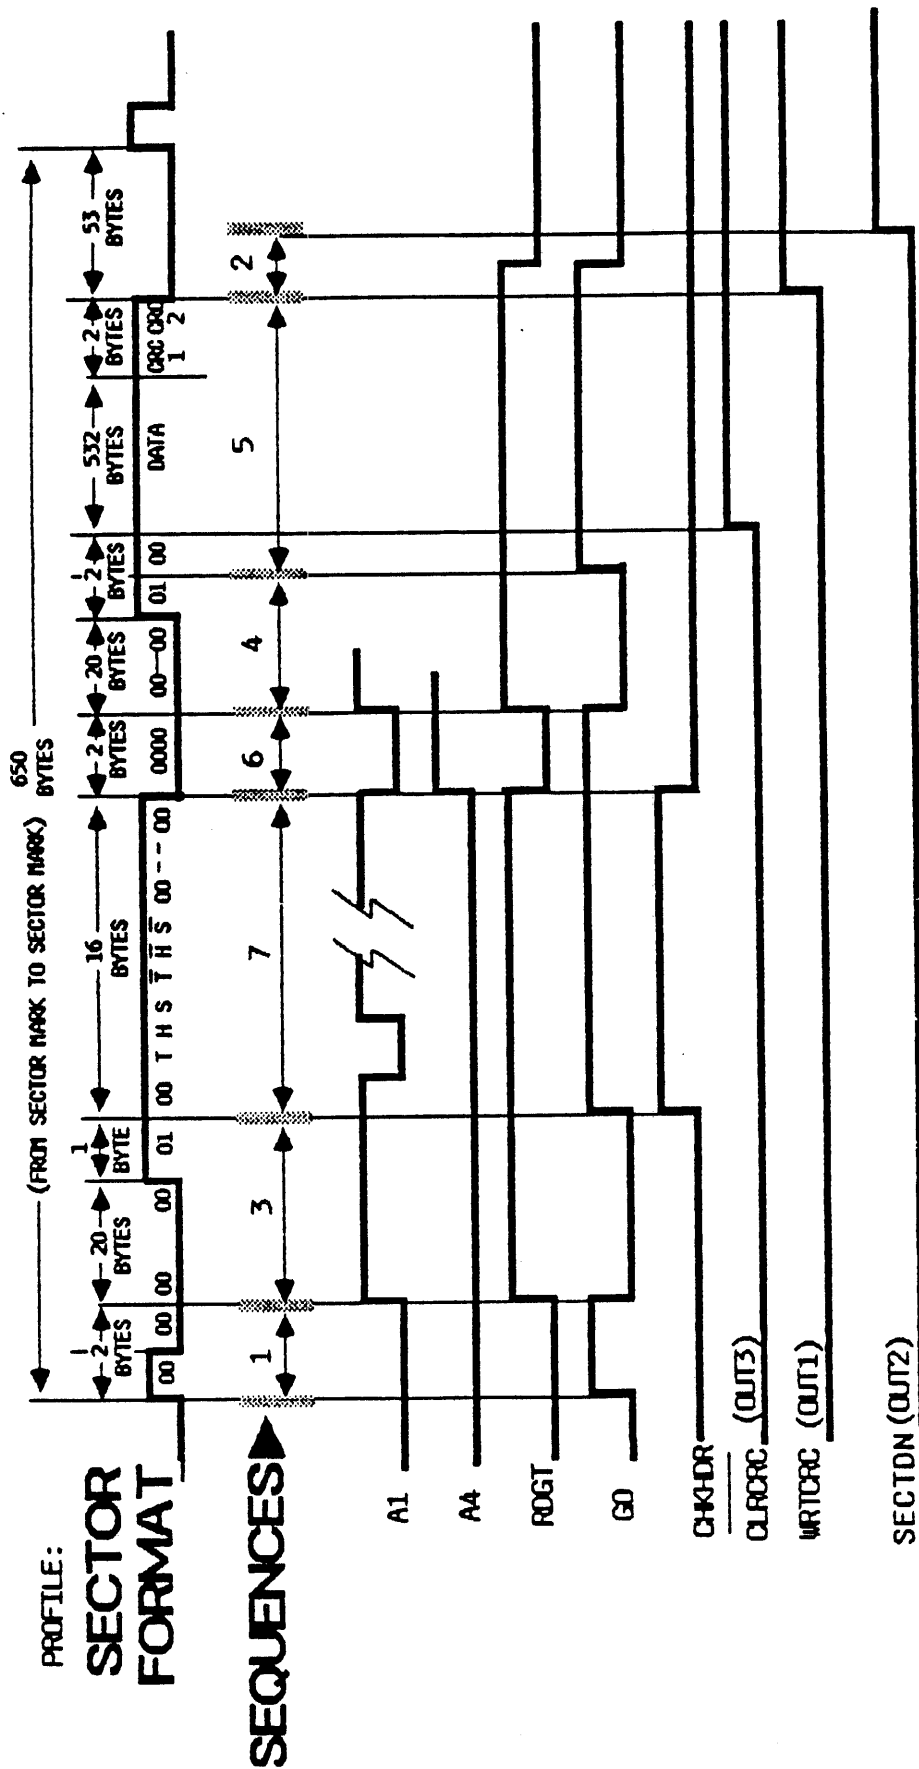 PROFILE:
SECTOR
FORMAT
(FROM SECTOR MARK TO SECTOR MARK)
650
BYTES
2
BYTES
20
BYTES
1
BYTE
16
BYTES
2
BYTES
20
BYTES
2
BYTES
532
BYTES
2
BYTES
53
BYTES
00 00 00 00 01 00 T H S T̅ H̅ S̅ 00--00 0000 00—00 01 00 DATA CRC CRC
1 2
SEQUENCES
1 3 7 6 4 5 2
A1
A4
RDGT
GO
CHKHDR
C̅L̅R̅C̅R̅C̅ (OUT3)
WRTCRC (OUT1)
SECTDN (OUT2)